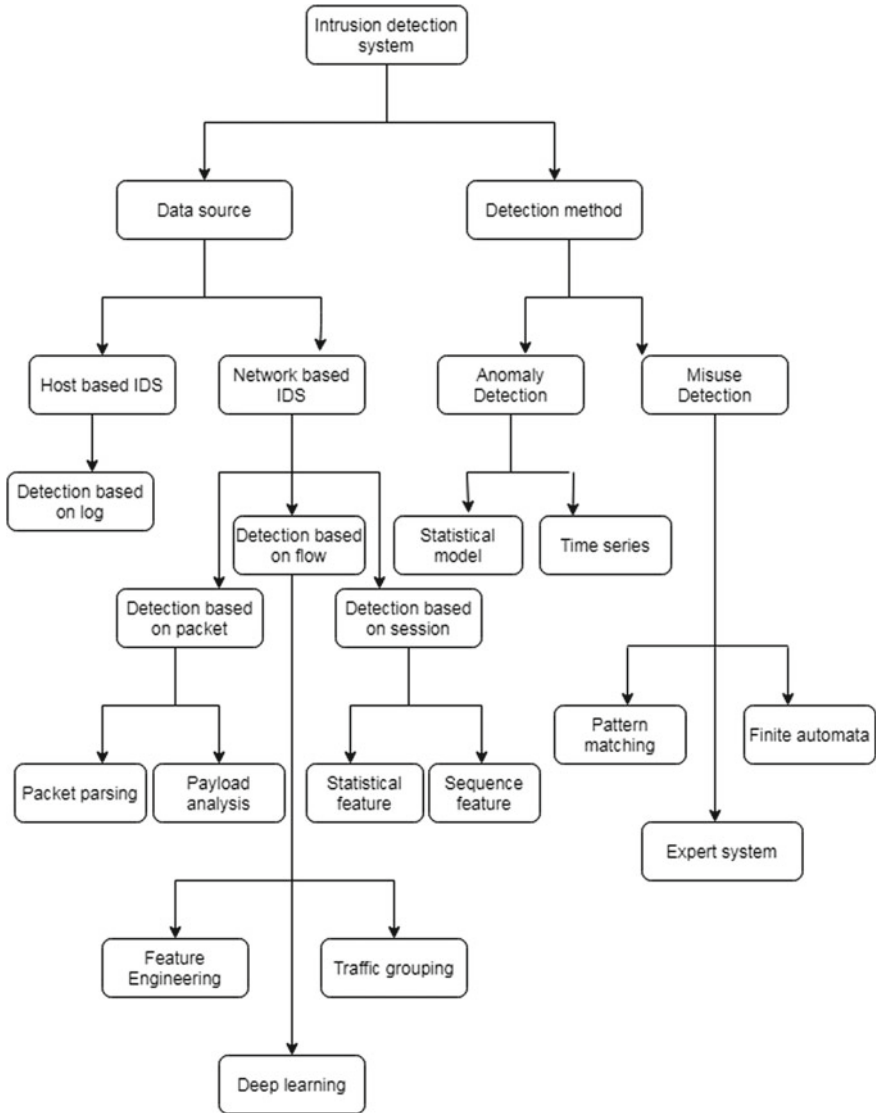 Intrusion detection
system
Data source
Detection method
Host based IDS
Network based
IDS
Anomaly
Detection
Misuse
Detection
Detection based
on log
Detection based
on flow
Statistical
model
Time series
Detection based
on packet
Detection based
on session
Pattern
matching
Finite automata
Packet parsing
Payload
analysis
Statistical
feature
Sequence
feature
Expert system
Feature
Engineering
Traffic grouping
Deep learning